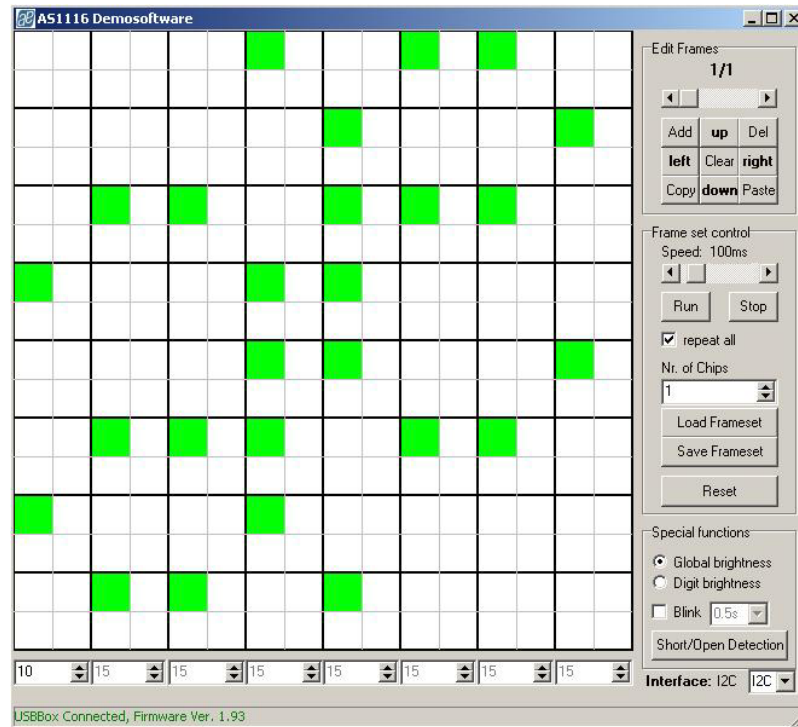 AS1116 Demosoftware
Edit Frames
1/1
Add up Del
left Clear right
Copy down Paste
Frame set control
Speed: 100ms
Run Stop
repeat all
Nr. of Chips
1
Load Frameset
Save Frameset
Reset
Special functions
Global brightness
Digit brightness
Blink 0.5s
Short/Open Detection
10 15 15 15 15 15 15 15
Interface: I2C I2C
USBBox Connected, Firmware Ver. 1.93